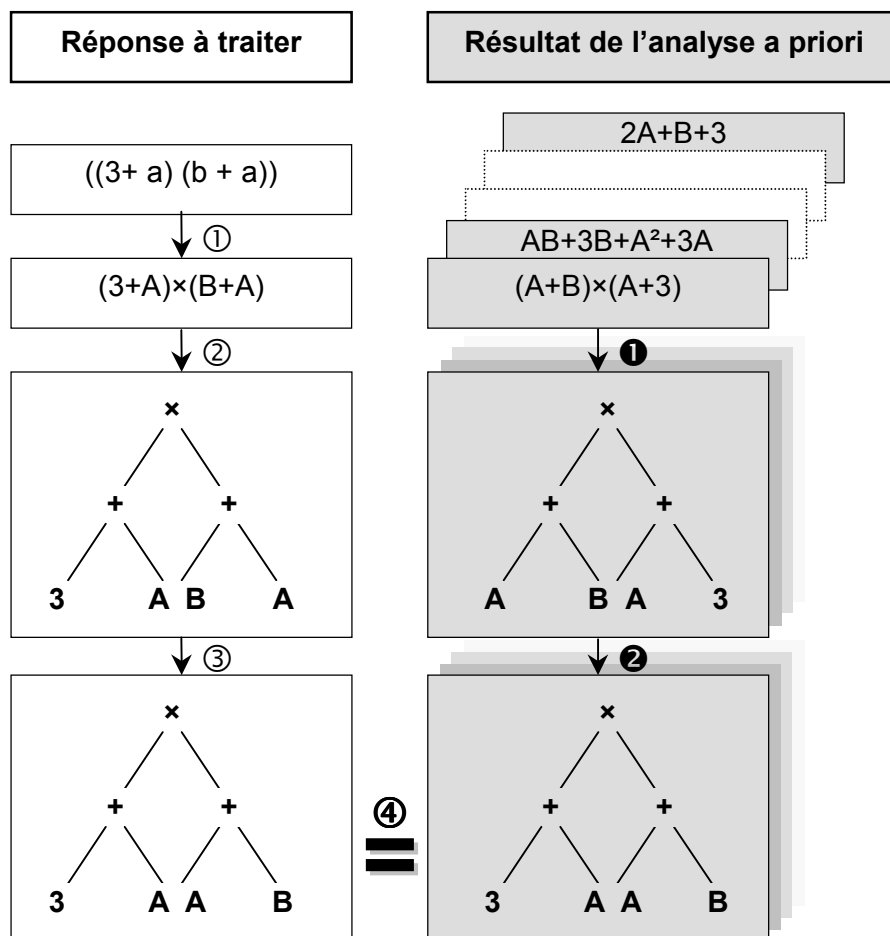 Réponse à traiter
Résultat de l’analyse a priori
((3+ a) (b + a))
2A+B+3
①
AB+3B+A²+3A
(3+A)×(B+A)
(A+B)×(A+3)
②
❶
×
×
+ +
+ +
3 A B A
A B A 3
③
❷
×
×
+ +
+ +
④
=
3 A A B
3 A A B